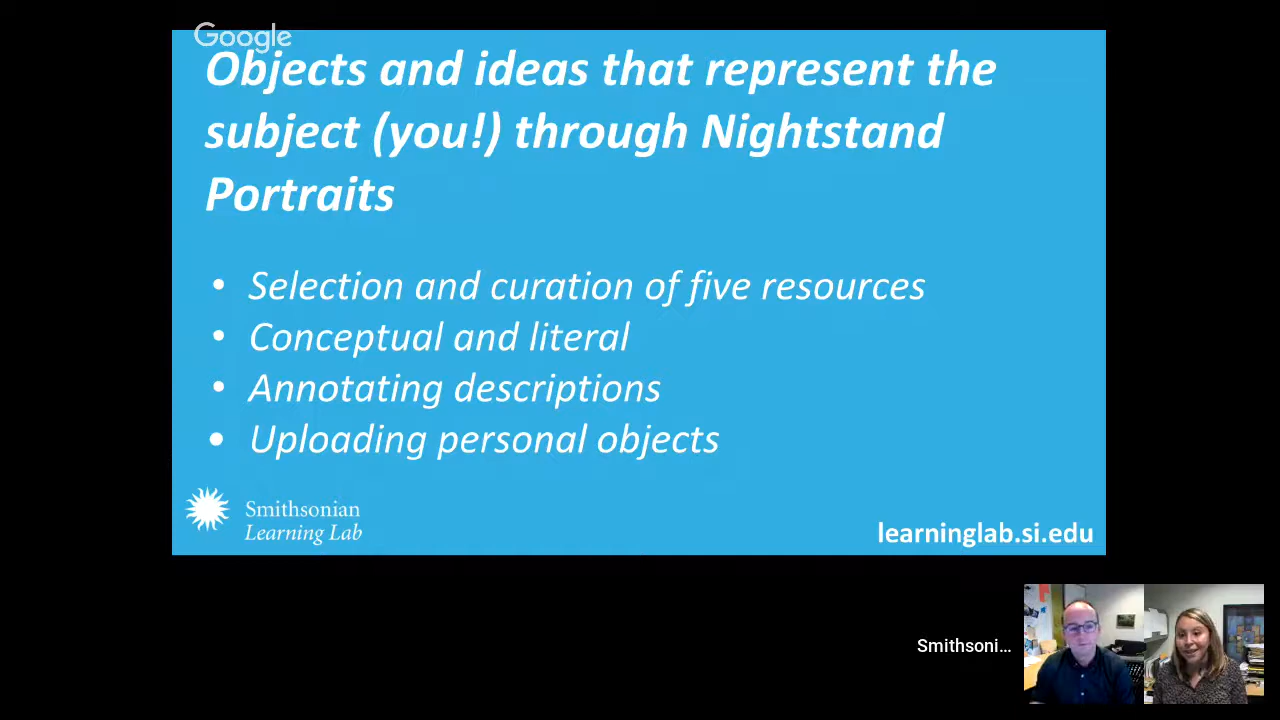 Google
Objects and ideas that represent the
subject (you!) through Nightstand
Portraits
• Selection and curation of five resources
• Conceptual and literal
• Annotating descriptions
• Uploading personal objects
Smithsonian
Learning Lab
learninglab.si.edu
Smithsoni...